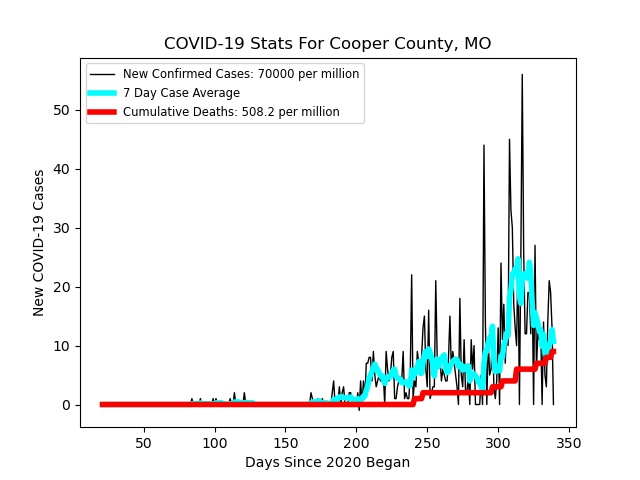 COVID-19 Stats For Cooper County, MO
New Confirmed Cases: 70000 per million
7 Day Case Average
Cumulative Deaths: 508.2 per million
New COVID-19 Cases
50
40
30
20
10
0
50 100 150 200 250 300 350
Days Since 2020 Began